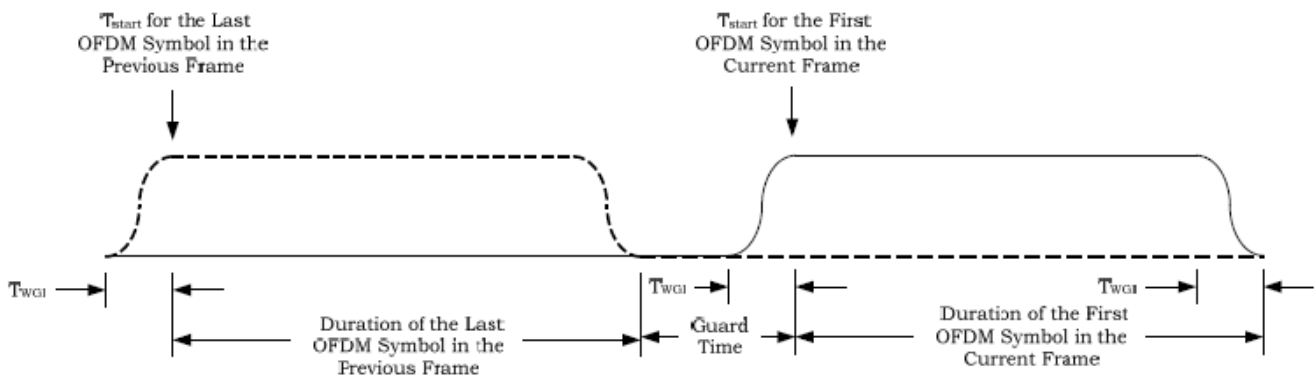 Tstart for the Last
OFDM Symbol in the
Previous Frame
Tstart for the First
OFDM Symbol in the
Current Frame
TWGI
TWGI
TWGI
Duration of the Last
OFDM Symbol in the
Previous Frame
Guard
Time
Duration of the First
OFDM Symbol in the
Current Frame